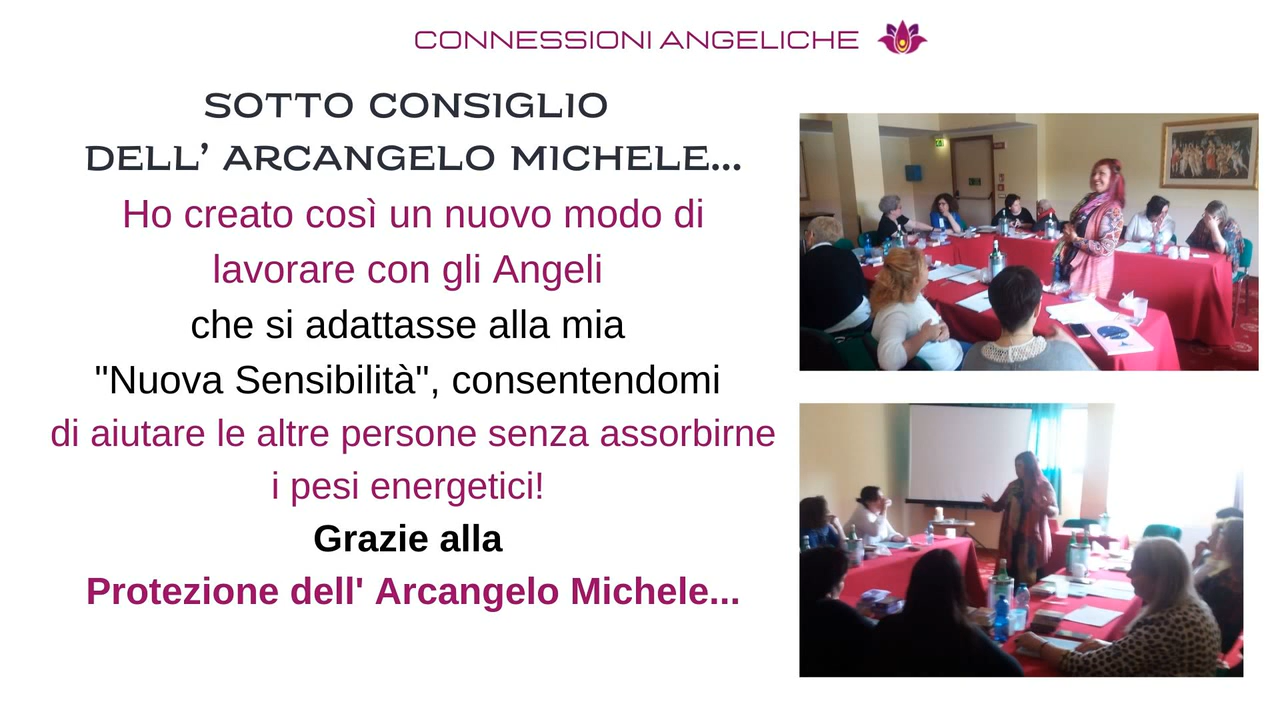 CONNESSIONI ANGELICHE
SOTTO CONSIGLIO
DELL' ARCANGELO MICHELE...
Ho creato così un nuovo modo di
lavorare con gli Angeli
che si adattasse alla mia
"Nuova Sensibilità", consentendomi
di aiutare le altre persone senza assorbirne
i pesi energetici!
Grazie alla
Protezione dell' Arcangelo Michele...